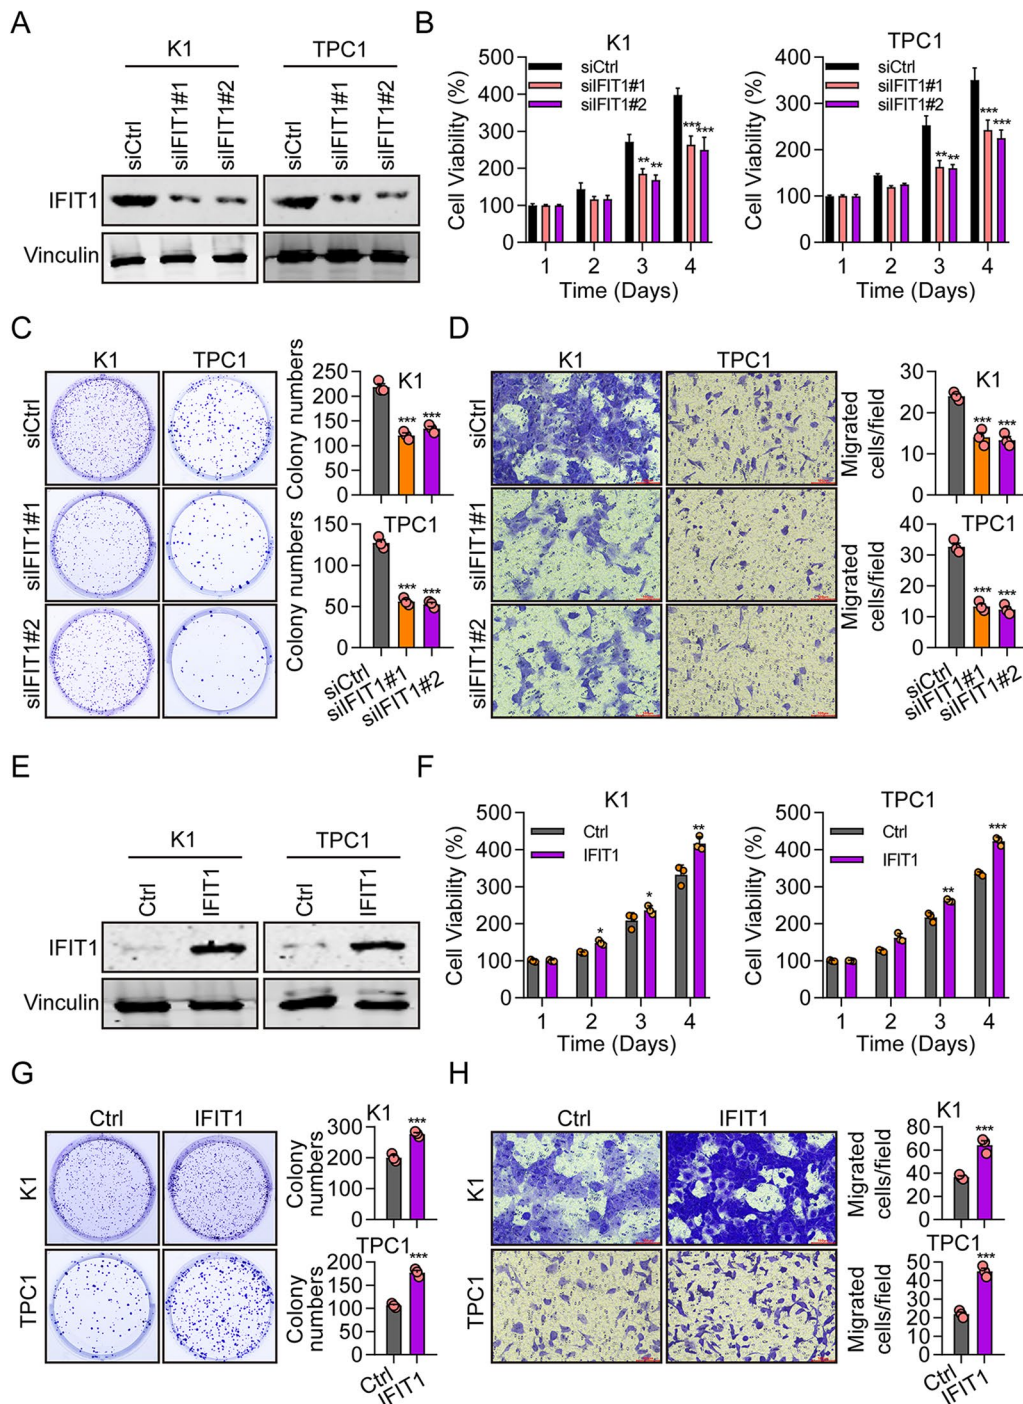 A
K1
TPC1
siCtrl
siIFIT1#1
siIFIT1#2
siCtrl
siIFIT1#1
siIFIT1#2
IFIT1
Vinculin
B
K1
siCtrl
siIFIT1#1
siIFIT1#2
Cell Viability (%)
500
400
300
200
100
0
** **
*** ***
1 2 3 4
Time (Days)
TPC1
siCtrl
siIFIT1#1
siIFIT1#2
Cell Viability (%)
400
300
200
100
0
** **
*** ***
1 2 3 4
Time (Days)
C
K1
TPC1
siCtrl
siIFIT1#1
siIFIT1#2
Colony numbers
250
200
150
100
50
0
K1
*** ***
Colony numbers
150
100
50
0
TPC1
*** ***
siCtrl
siIFIT1#1
siIFIT1#2
D
K1
TPC1
siCtrl
siIFIT1#1
siIFIT1#2
Migrated
cells/field
30
20
10
0
K1
*** ***
Migrated
cells/field
40
30
20
10
0
TPC1
*** ***
siCtrl
siIFIT1#1
siIFIT1#2
E
K1
TPC1
Ctrl
IFIT1
Ctrl
IFIT1
IFIT1
Vinculin
F
K1
Ctrl
IFIT1
Cell Viability (%)
500
400
300
200
100
0
*
*
**
1 2 3 4
Time (Days)
TPC1
Ctrl
IFIT1
Cell Viability (%)
500
400
300
200
100
0
**
***
1 2 3 4
Time (Days)
G
Ctrl
IFIT1
K1
TPC1
Colony
numbers
300
200
100
0
K1
***
Colony
numbers
200
150
100
50
0
TPC1
***
Ctrl
IFIT1
H
Ctrl
IFIT1
K1
TPC1
Migrated
cells/field
80
60
40
20
0
K1
***
Migrated
cells/field
50
40
30
20
10
0
TPC1
***
Ctrl
IFIT1